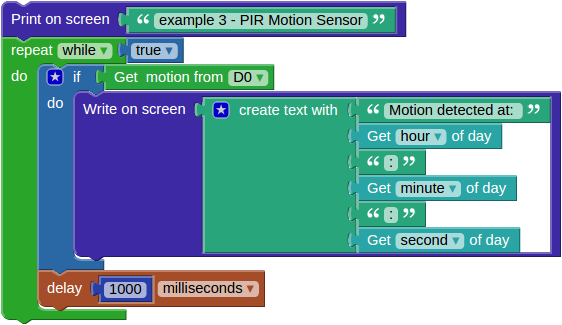 Print on screen “ example 3 - PIR Motion Sensor ”
repeat while ▾ true ▾
do if Get motion from D0 ▾
do Write on screen create text with “ Motion detected at: ”
Get hour ▾ of day
“ : ”
Get minute ▾ of day
“ : ”
Get second ▾ of day
delay 1000 milliseconds ▾